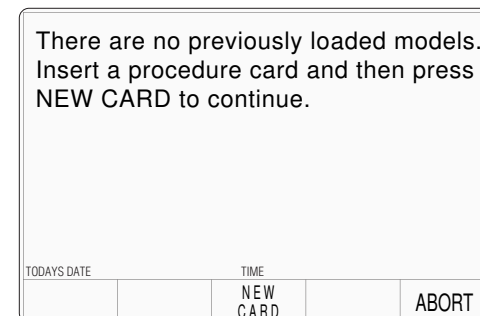 There are no previously loaded models.
Insert a procedure card and then press
NEW CARD to continue.
TODAYS DATE TIME
NEW
CARD
ABORT